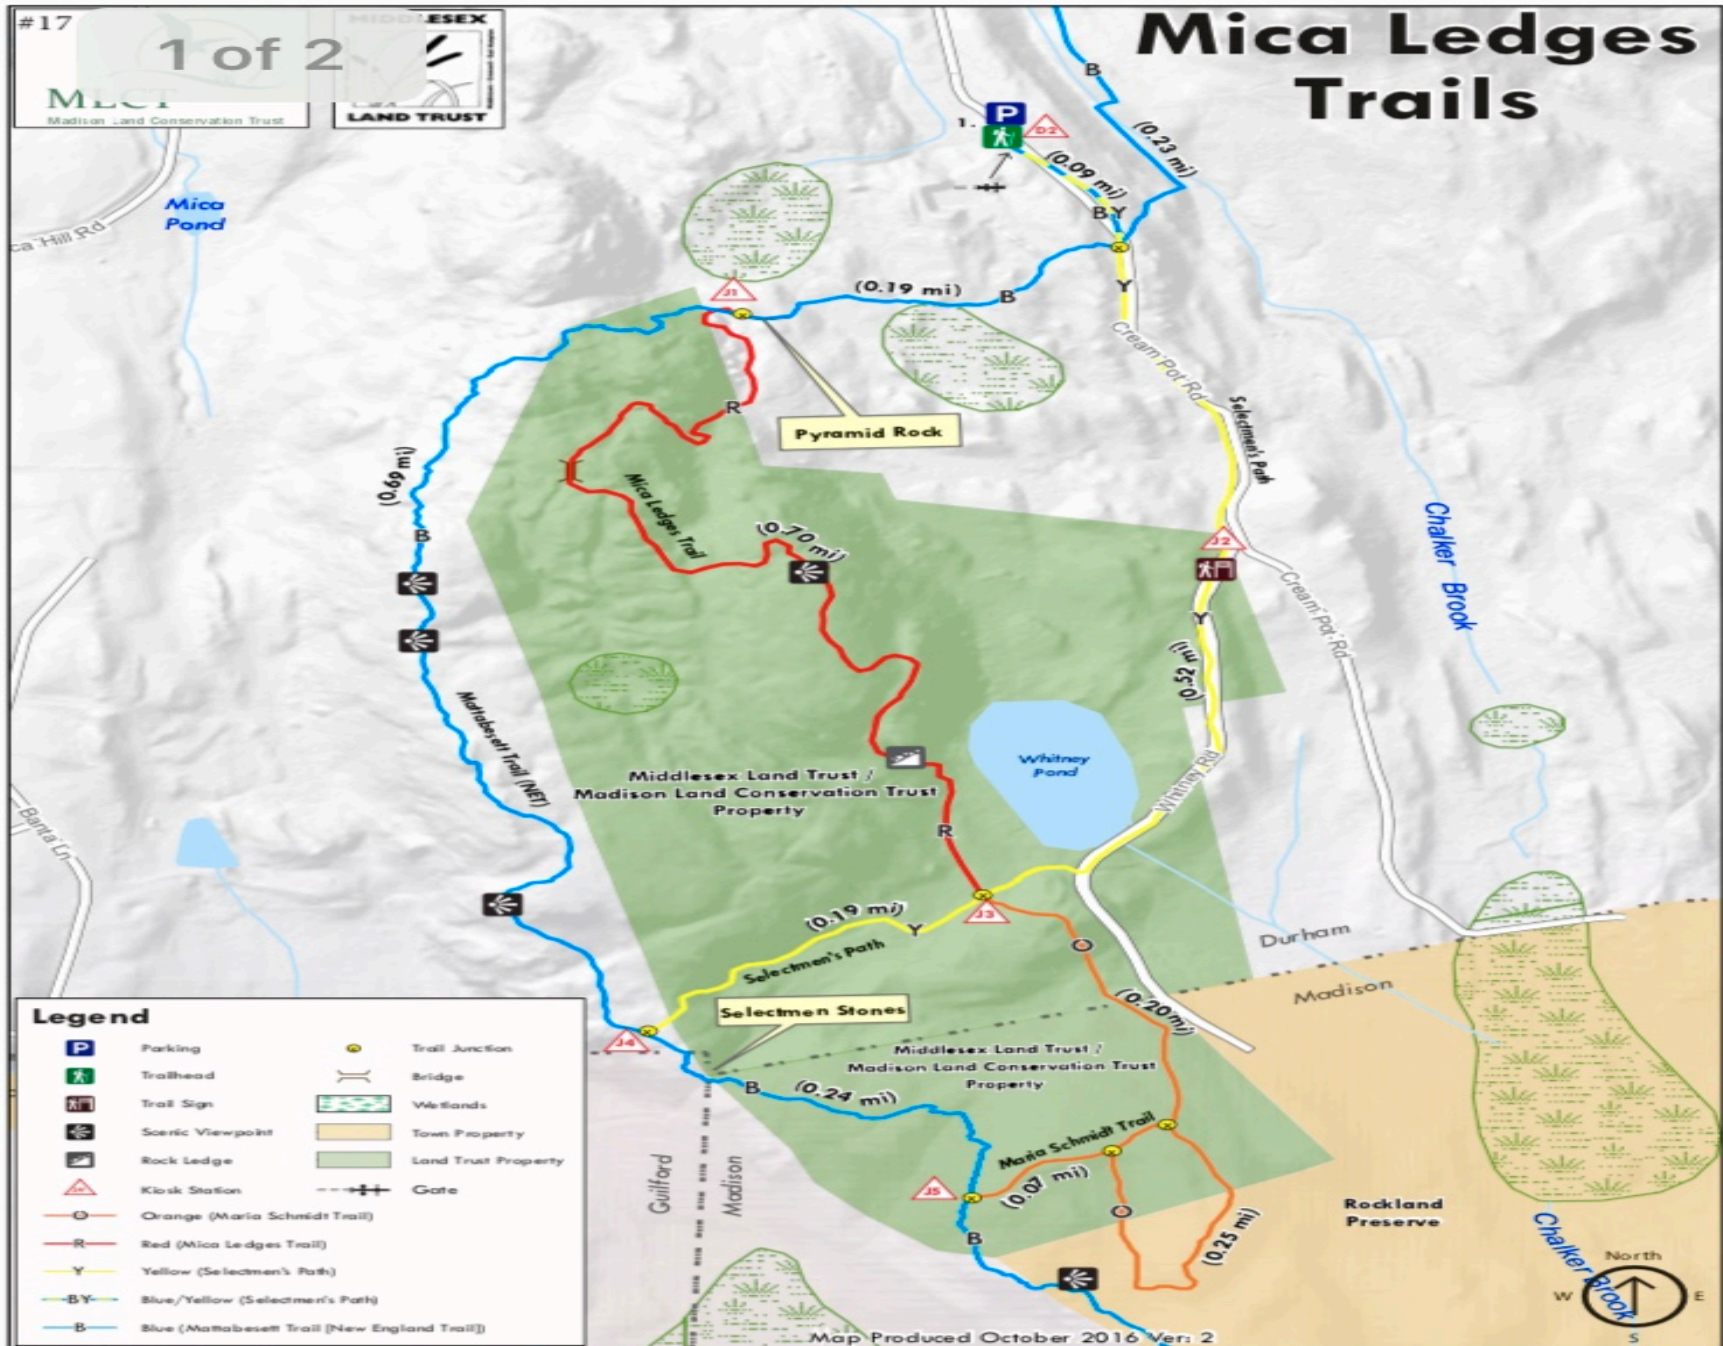 #17
1 of 2
MLCT
Madison Land Conservation Trust
MIDDLESEX
LAND TRUST
Mica Ledges
Trails
B
(0.23 mi)
P
1.
D2
(0.09 mi)
BY
Mica
Pond
ca Hill Rd
J1
(0.19 mi)
B
Y
Cream Pot Rd
Selectmen's Path
R
Pyramid Rock
(0.69 mi)
B
Mica Ledges Trail
(0.70 mi)
J2
Cream Pot Rd
Chalker Brook
Y
(0.52 mi)
Mattabesett Trail (NET)
Whitney
Pond
Whitney Rd
Middlesex Land Trust /
Madison Land Conservation Trust
Property
Banta Ln
R
J3
(0.19 mi)
Y
O
Selectmen's Path
Durham
Madison
(0.20mi)
Selectmen Stones
J4
B
(0.24 mi)
Middlesex Land Trust /
Madison Land Conservation Trust
Property
Guilford
Madison
Maria Schmidt Trail
(0.07 mi)
J5
O
(0.25 mi)
B
Rockland
Preserve
Chalker Brook
North
W
E
S
Legend
P Parking
Trail Junction
Trailhead
Bridge
Trail Sign
Wetlands
Scenic Viewpoint
Town Property
Rock Ledge
Land Trust Property
Kiosk Station
Gate
O Orange (Maria Schmidt Trail)
R Red (Mica Ledges Trail)
Y Yellow (Selectmen's Path)
BY Blue/Yellow (Selectmen's Path)
B Blue (Mattabesett Trail [New England Trail])
Map Produced October 2016 Ver: 2